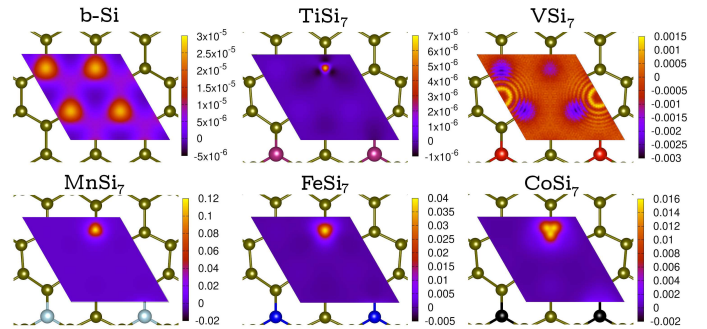 b-Si
TiSi₇
VSi₇
3x10⁻⁵
2x10⁻⁵
2x10⁻⁵
1x10⁻⁵
5x10⁻⁶
0
-5x10⁻⁶
7x10⁻⁶
6x10⁻⁶
5x10⁻⁶
4x10⁻⁶
3x10⁻⁶
2x10⁻⁶
1x10⁻⁶
0
-1x10⁻⁶
0.0015
0.001
0.0005
0
-0.0005
-0.001
-0.0015
-0.002
-0.0025
-0.003
MnSi₇
FeSi₇
CoSi₇
0.12
0.1
0.08
0.06
0.04
0.02
0
-0.02
0.04
0.035
0.03
0.025
0.02
0.015
0.01
0.005
0
-0.005
0.016
0.014
0.012
0.01
0.008
0.006
0.004
0.002
0
-0.002